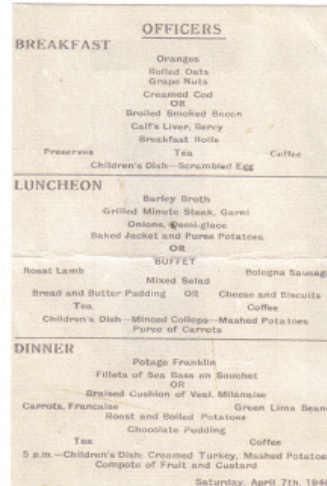 OFFICERS
BREAKFAST
Oranges
Rolled Oats
Grape Nuts
Creamed Cod
OR
Broiled Smoked Bacon
Calf's Liver, Bercy
Breakfast Rolls
Preserves Tea Coffee
Children's Dish—Scrambled Egg
LUNCHEON
Barley Broth
Grilled Minute Steak, Garni
Onions, Demi-glace
Baked Jacket and Puree Potatoes
OR
BUFFET
Roast Lamb Bologna Sausag
Mixed Salad
Bread and Butter Pudding OR Cheese and Biscuits
Tea Coffee
Children's Dish—Minced Collops—Mashed Potatoes
Puree of Carrots
DINNER
Potage Franklin
Fillets of Sea Bass en Souchet
OR
Braised Cushion of Veal, Milanaise
Carrots, Francaise Green Lima Bean
Roast and Boiled Potatoes
Chocolate Pudding
Tea Coffee
5 p.m.—Children's Dish; Creamed Turkey, Mashed Potatoe
Compote of Fruit and Custard
Saturday, April 7th,